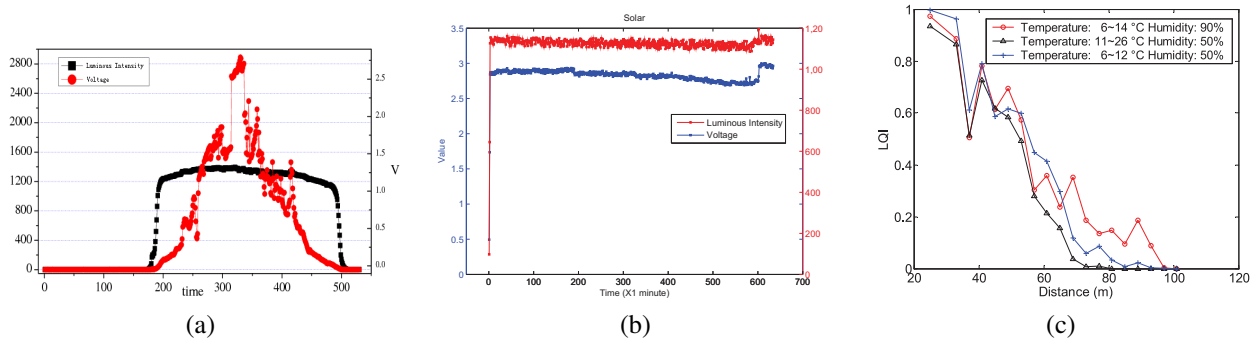 2800
2400
2000
1600
1200
800
400
0
Luminous Intensity
Voltage
2.5
2.0
1.5
V
1.0
0.5
0.0
0 100 200 300 400 500
time
(a)
Solar
3.5
3
2.5
2
1.5
1
0.5
0
Value
Luminous Intensity
Voltage
1,20
1,00
800
600
400
200
0
0 100 200 300 400 500 600 700
Time (X1 minute)
(b)
1
0.8
0.6
0.4
0.2
0
LQI
Temperature: 6~14 °C Humidity: 90%
Temperature: 11~26 °C Humidity: 50%
Temperature: 6~12 °C Humidity: 50%
20 40 60 80 100 120
Distance (m)
(c)